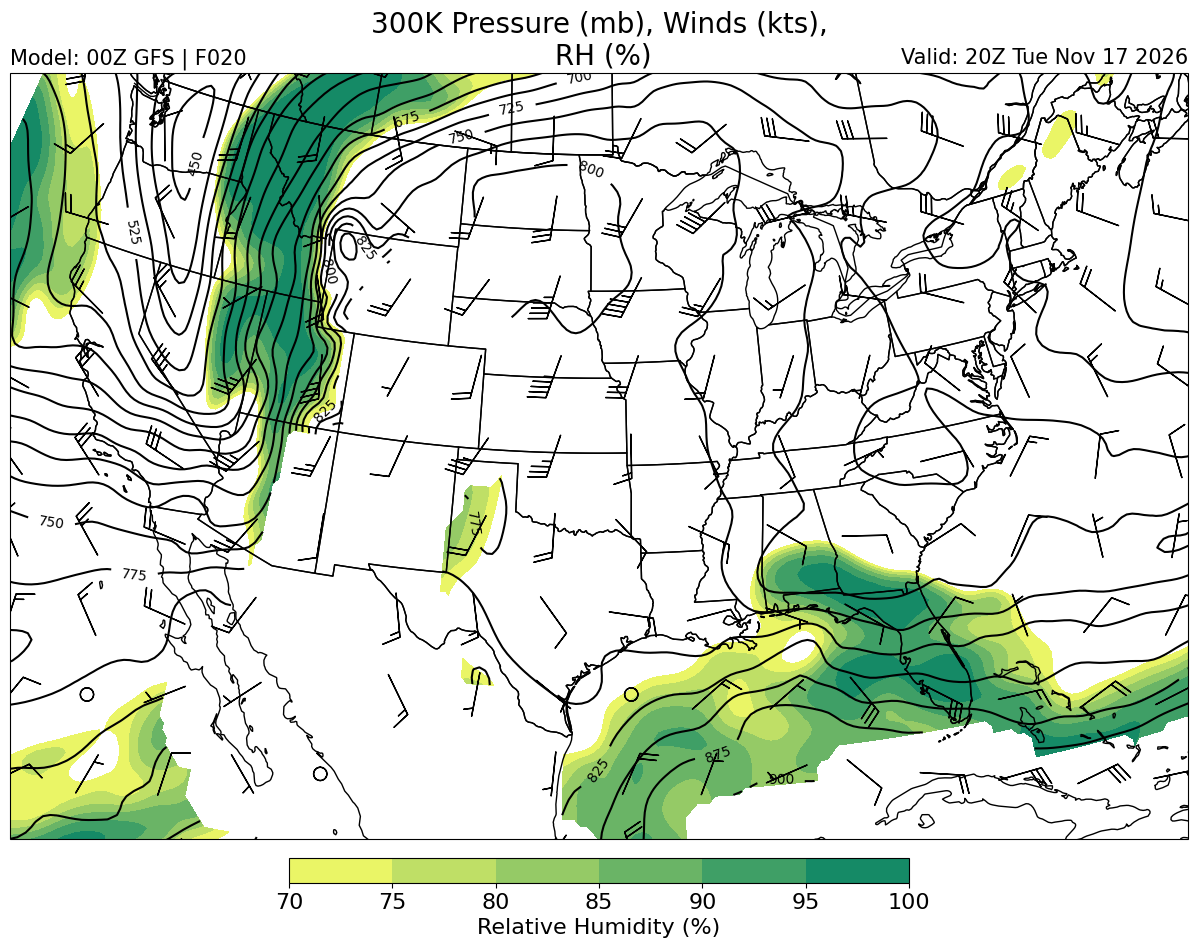 300K Pressure (mb), Winds (kts),
RH (%)
Model: 00Z GFS | F020
Valid: 20Z Tue Nov 17 2026
700
725
675
750
800
450
525
825
800
825
775
750
775
825
875
900
70 75 80 85 90 95 100
Relative Humidity (%)